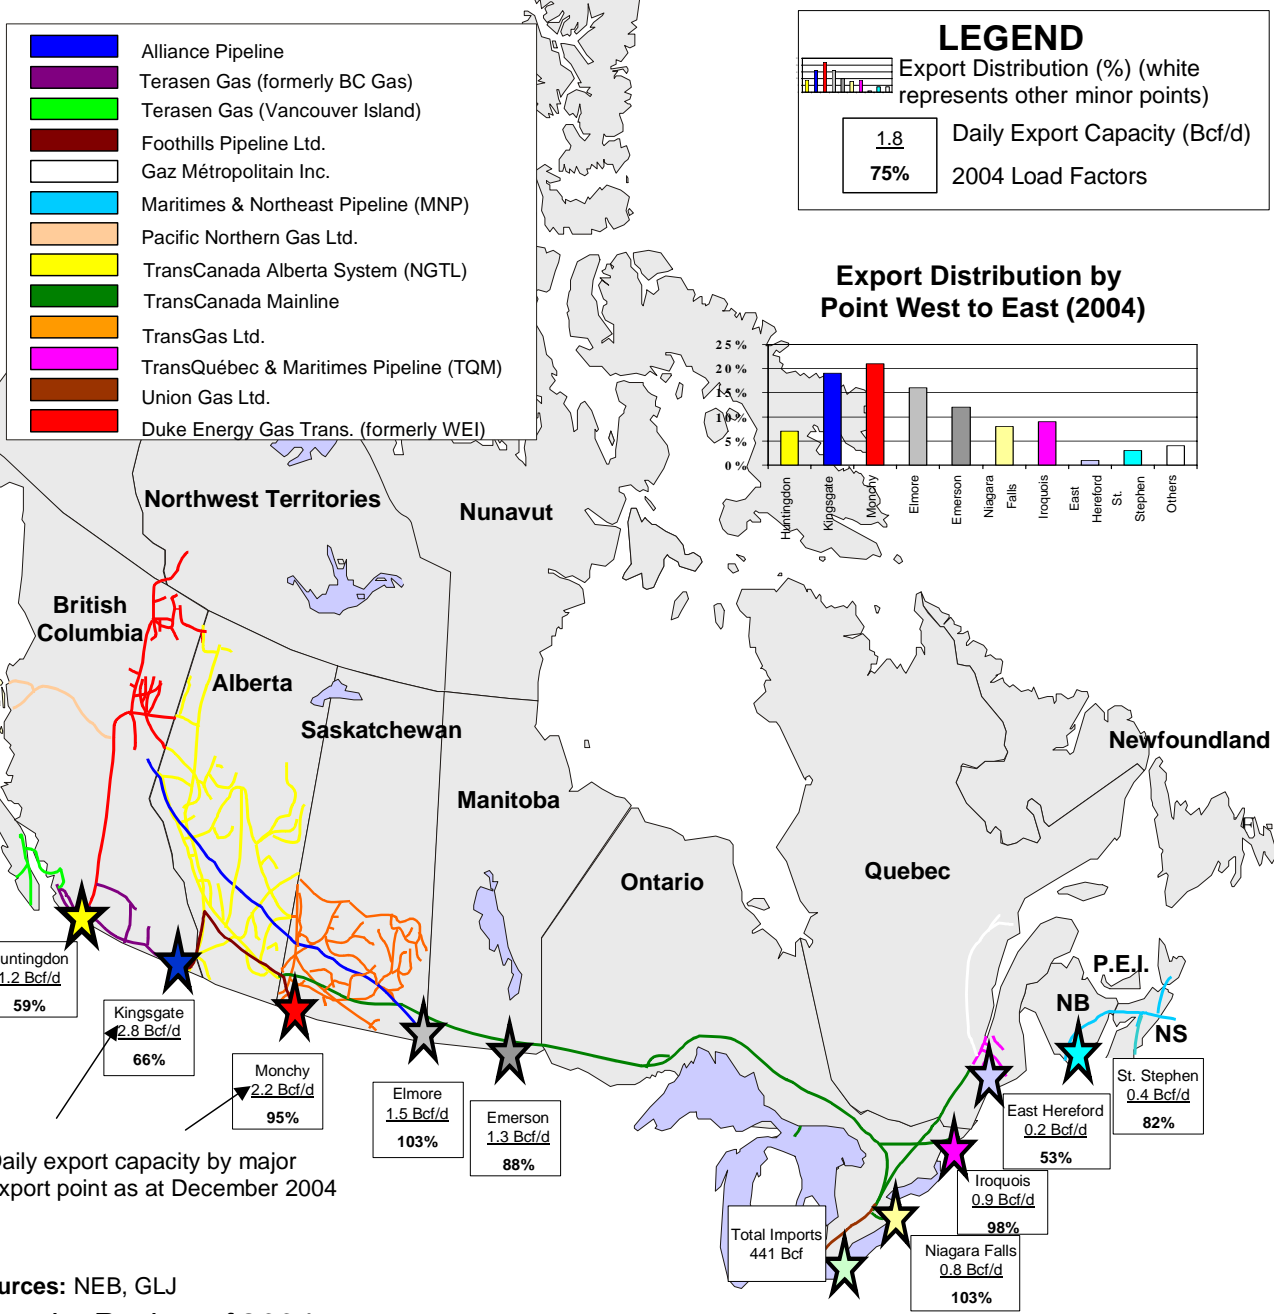 Alliance Pipeline
Terasen Gas (formerly BC Gas)
Terasen Gas (Vancouver Island)
Foothills Pipeline Ltd.
Gaz Métropolitain Inc.
Maritimes & Northeast Pipeline (MNP)
Pacific Northern Gas Ltd.
TransCanada Alberta System (NGTL)
TransCanada Mainline
TransGas Ltd.
TransQuébec & Maritimes Pipeline (TQM)
Union Gas Ltd.
Duke Energy Gas Trans. (formerly WEI)
LEGEND
Export Distribution (%) (white
represents other minor points)
1.8
Daily Export Capacity (Bcf/d)
75%
2004 Load Factors
Export Distribution by
Point West to East (2004)
25%
20%
15%
10%
5%
0%
Huntingdon
Kingsgate
Monchy
Elmore
Emerson
Niagara
Falls
Iroquois
East
Hereford
St.
Stephen
Others
Northwest Territories
Nunavut
British
Columbia
Alberta
Saskatchewan
Manitoba
Ontario
Quebec
Newfoundland
P.E.I.
NB
NS
untingdon
1.2 Bcf/d
59%
Kingsgate
2.8 Bcf/d
66%
Monchy
2.2 Bcf/d
95%
Elmore
1.5 Bcf/d
103%
Emerson
1.3 Bcf/d
88%
St. Stephen
0.4 Bcf/d
82%
East Hereford
0.2 Bcf/d
53%
Iroquois
0.9 Bcf/d
98%
Niagara Falls
0.8 Bcf/d
103%
Total Imports
441 Bcf
aily export capacity by major
xport point as at December 2004
urces: NEB, GLJ